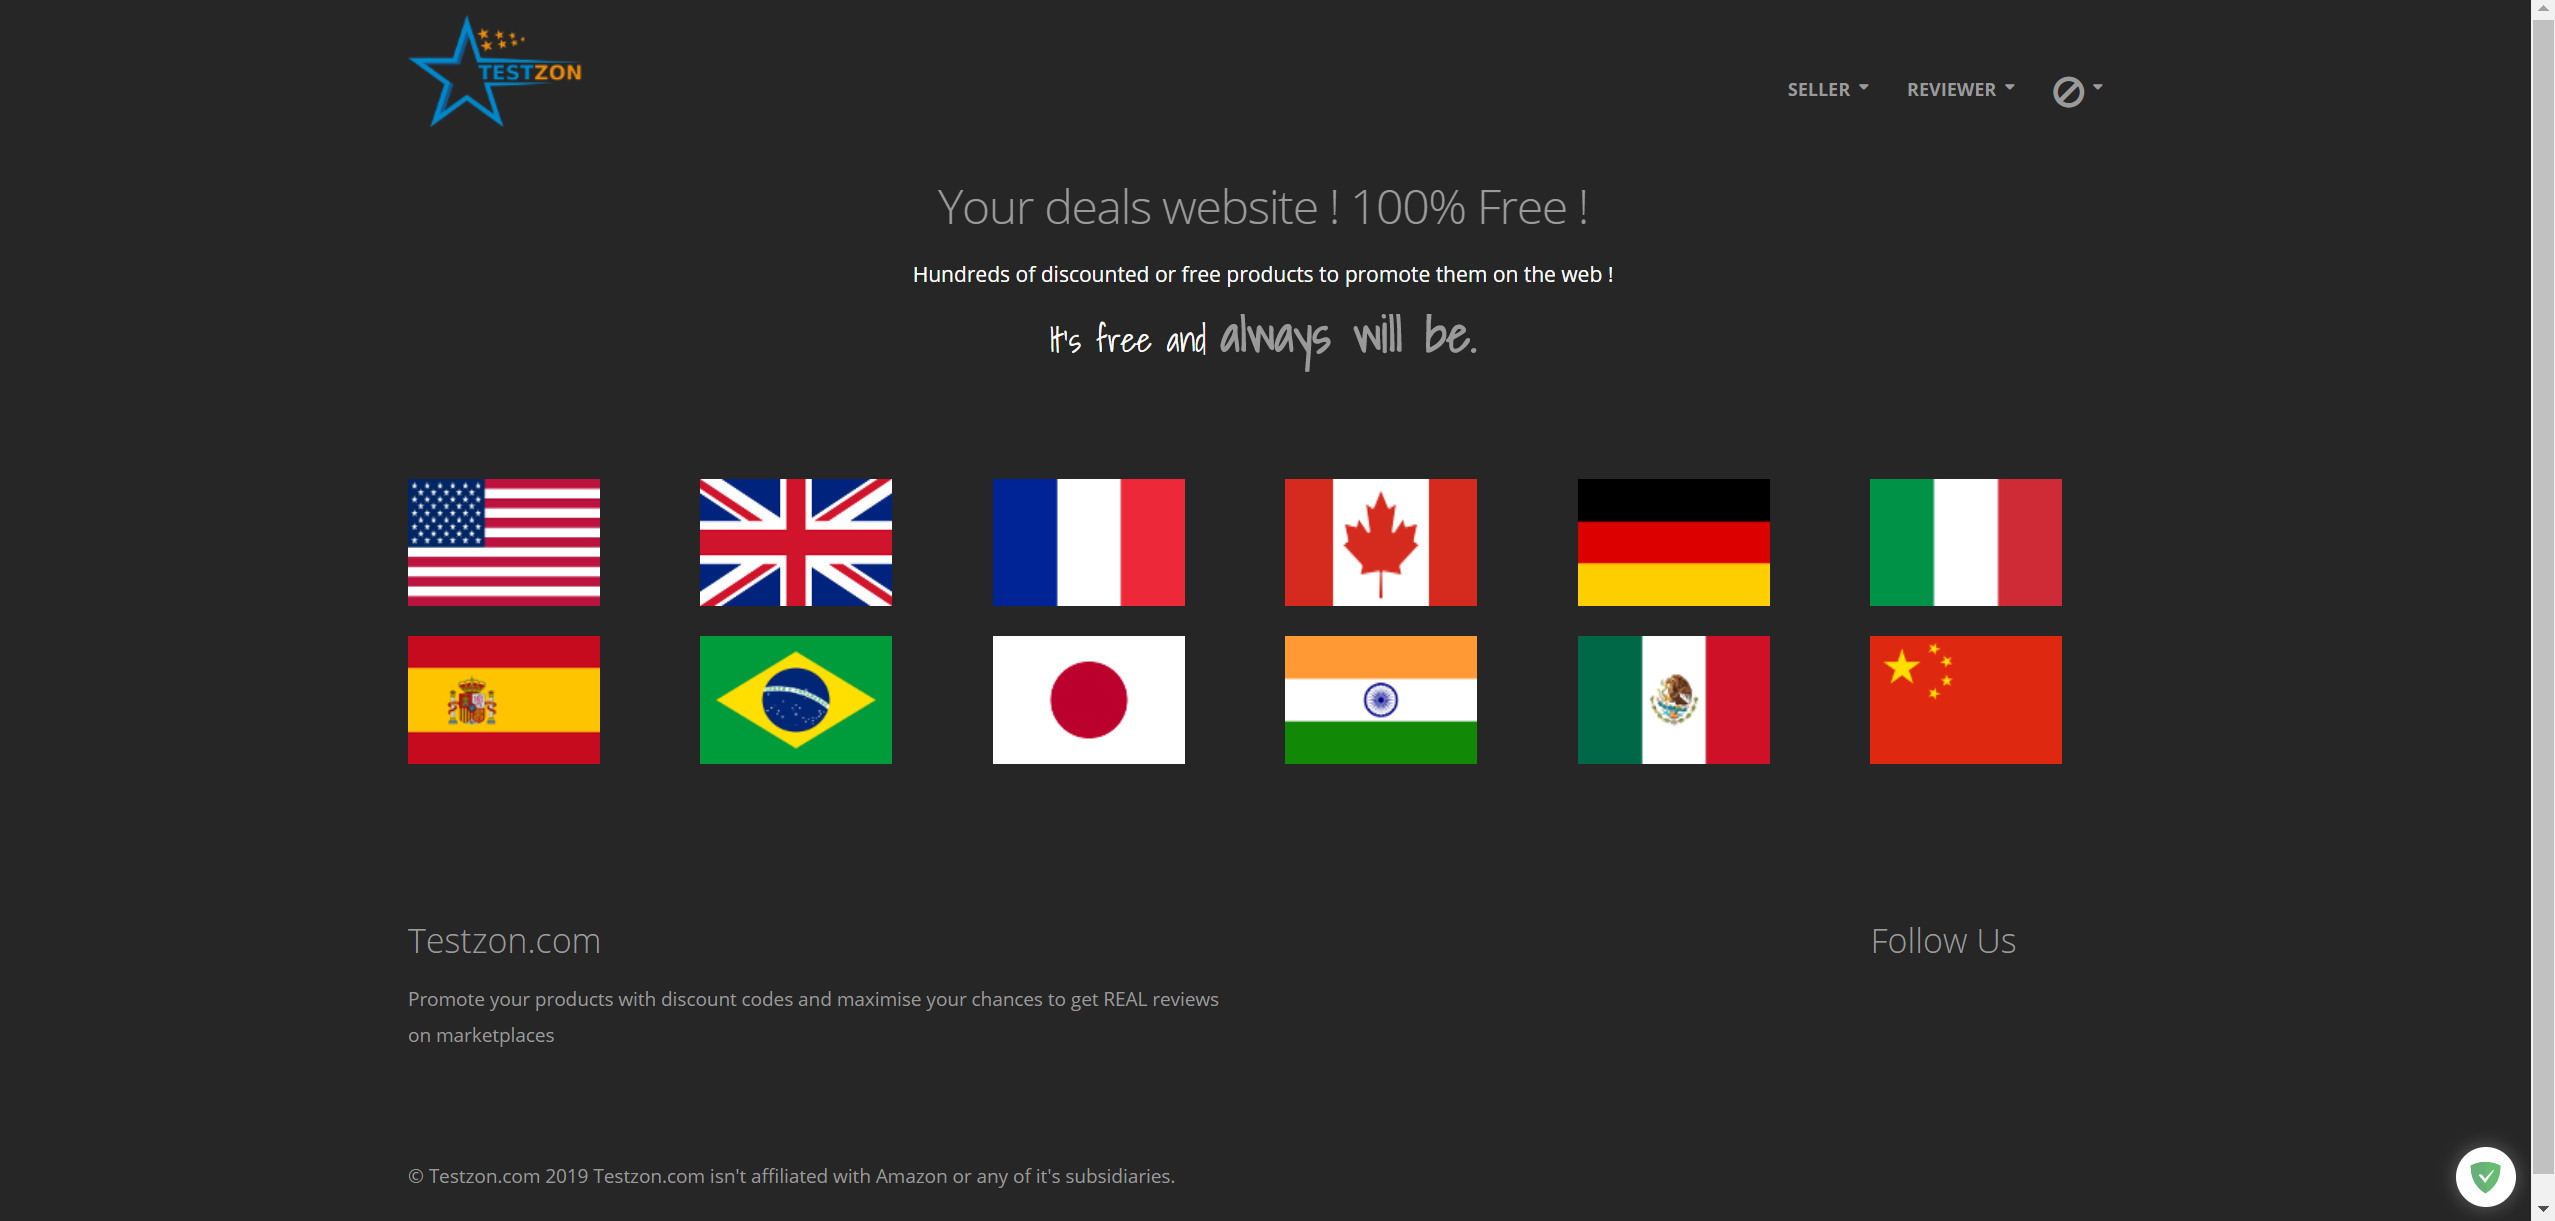 TESTZON
SELLER
REVIEWER
Your deals website ! 100% Free !
Hundreds of discounted or free products to promote them on the web !
It's free and always will be.
Testzon.com
Follow Us
Promote your products with discount codes and maximise your chances to get REAL reviews
on marketplaces
© Testzon.com 2019 Testzon.com isn't affiliated with Amazon or any of it's subsidiaries.